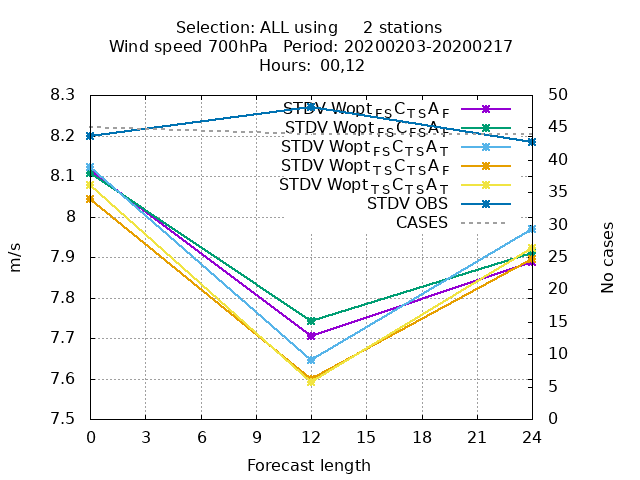 Selection: ALL using     2 stations
Wind speed 700hPa   Period: 20200203-20200217
Hours: 00,12
8.3
8.2
8.1
8
7.9
7.8
7.7
7.6
7.5
m/s
STDV Wopt_FS C_TS A_F
STDV Wopt_FS C_FS A_F
STDV Wopt_FS C_TS A_T
STDV Wopt_TS C_TS A_F
STDV Wopt_TS C_TS A_T
STDV OBS
CASES
50
45
40
35
30
25
20
15
10
5
0
No cases
0 3 6 9 12 15 18 21 24
Forecast length